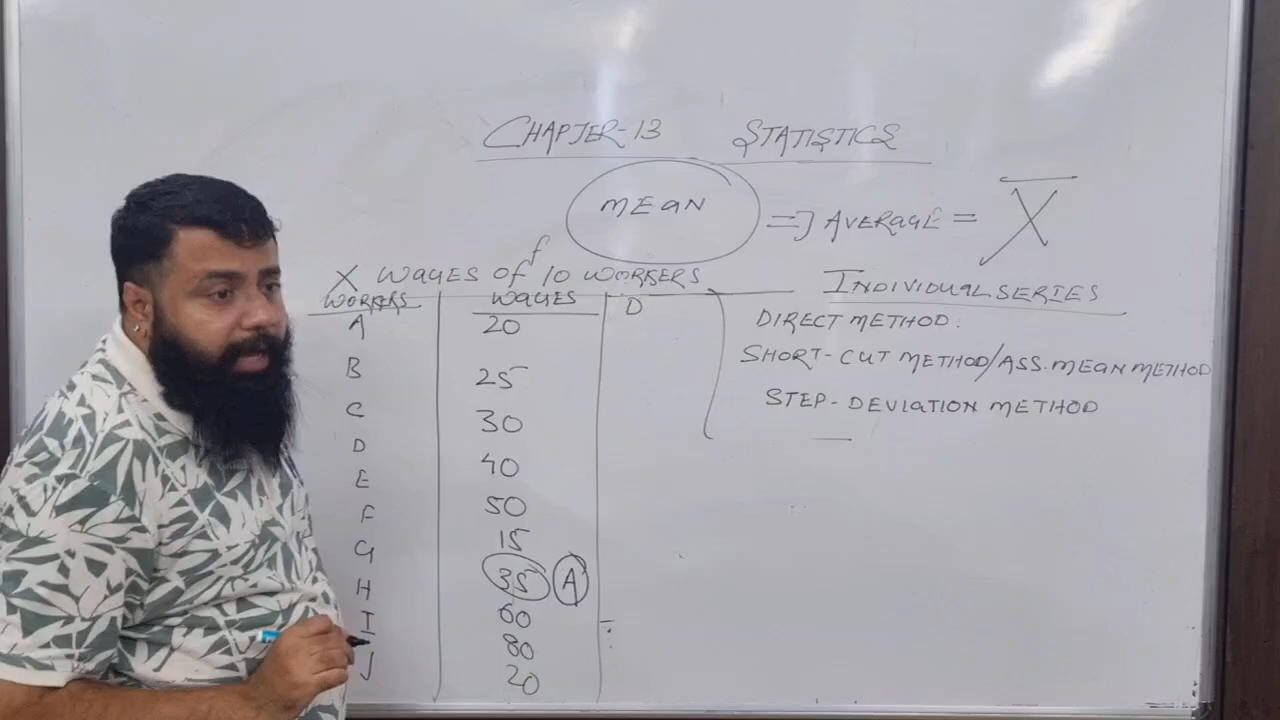 CHAPTER-13 STATISTICS
MEAN => AVERAGE = X̅
f
X WAGES of 10 WORKERS
INDIVIDUAL SERIES
WORKERS WAGES D
DIRECT METHOD:
SHORT-CUT METHOD/ASS. MEAN METHOD
STEP-DEVIATION METHOD
A 20
B 25
C 30
D 40
E 50
F 15
G 35 A
H 60
I 80
J 20